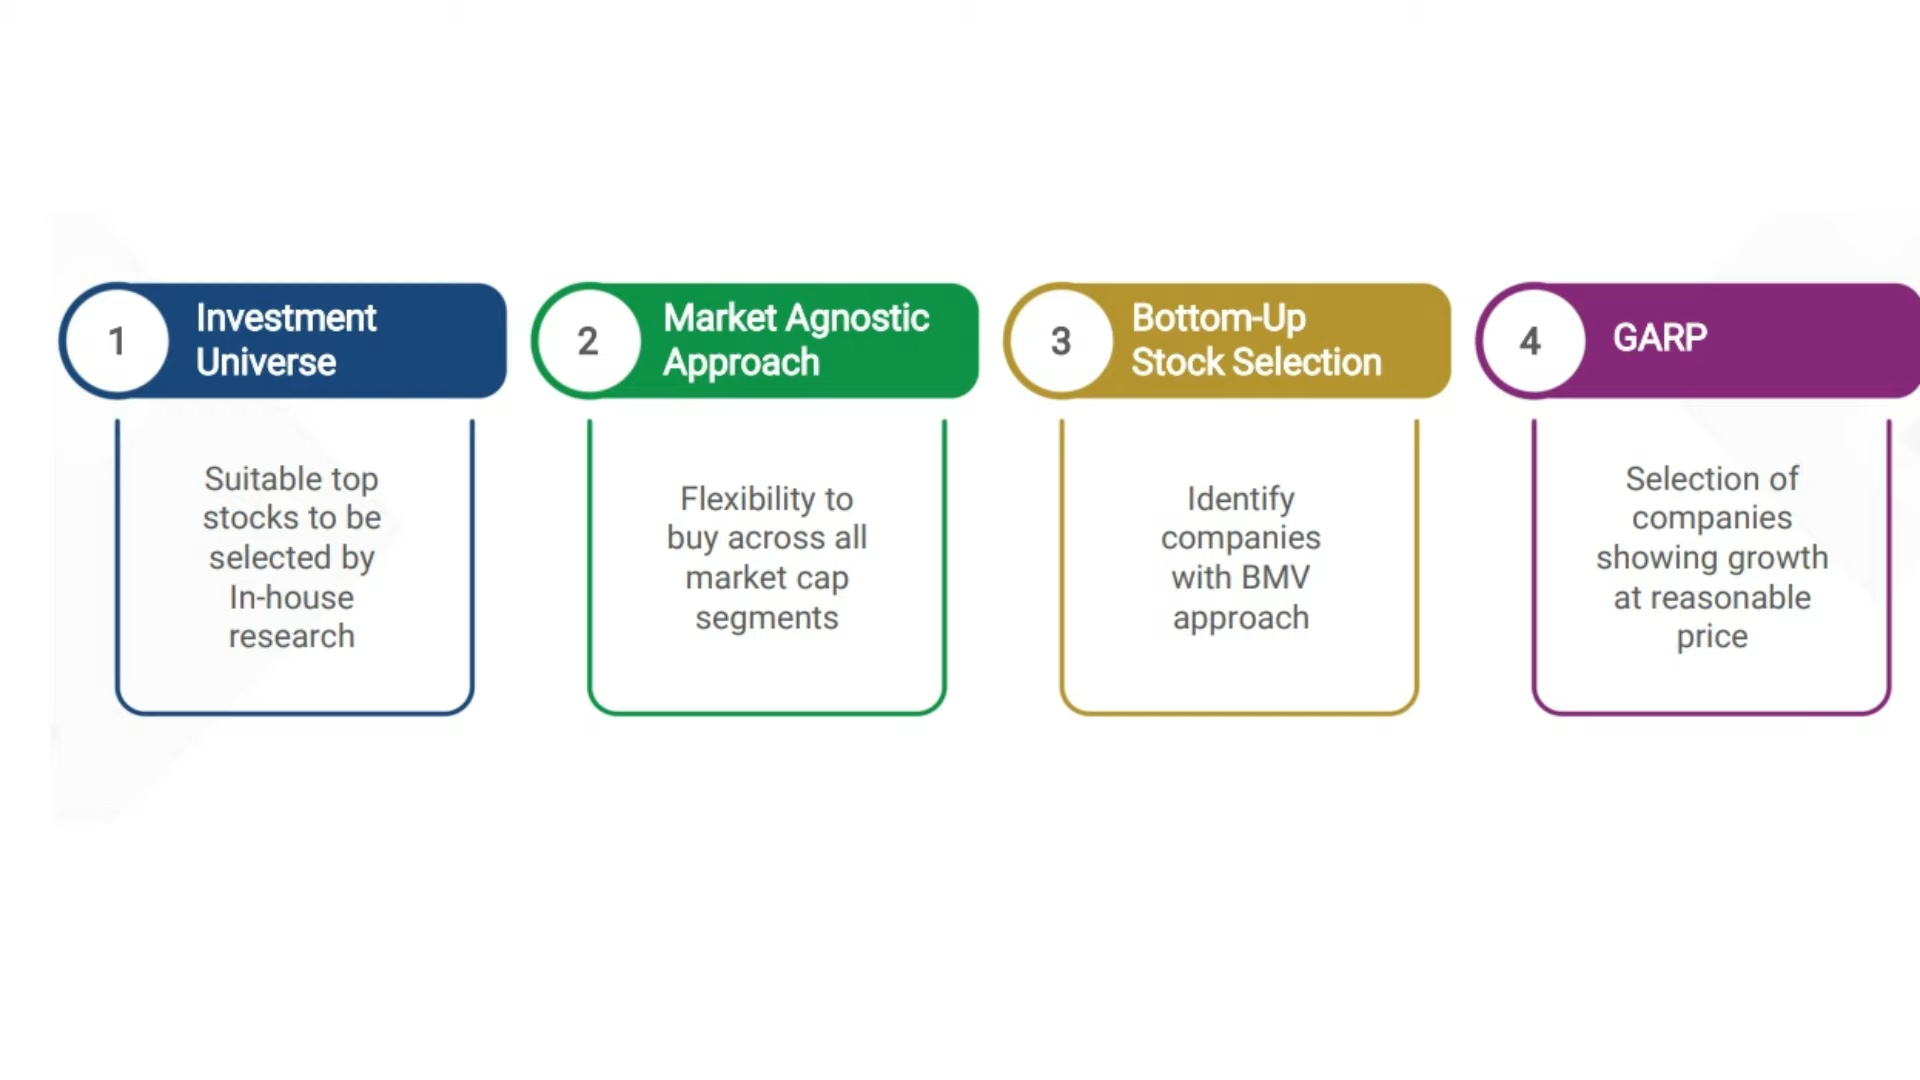 1
Investment
Universe
Suitable top
stocks to be
selected by
In-house
research
2
Market Agnostic
Approach
Flexibility to
buy across all
market cap
segments
3
Bottom-Up
Stock Selection
Identify
companies
with BMV
approach
4
GARP
Selection of
companies
showing growth
at reasonable
price